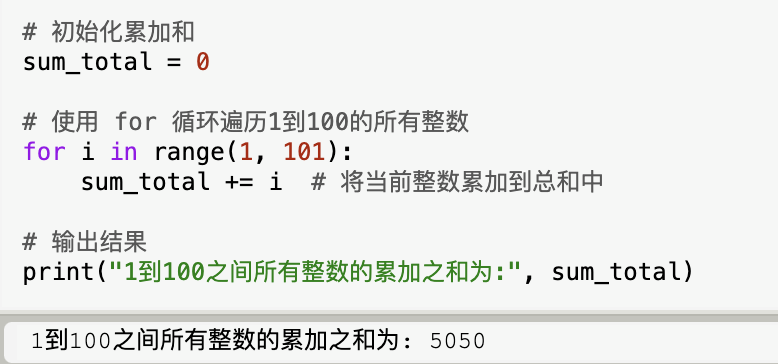 # 初始化累加和
sum_total = 0
# 使用 for 循环遍历1到100的所有整数
for i in range(1, 101):
    sum_total += i  # 将当前整数累加到总和中
# 输出结果
print("1到100之间所有整数的累加之和为:", sum_total)
1到100之间所有整数的累加之和为: 5050